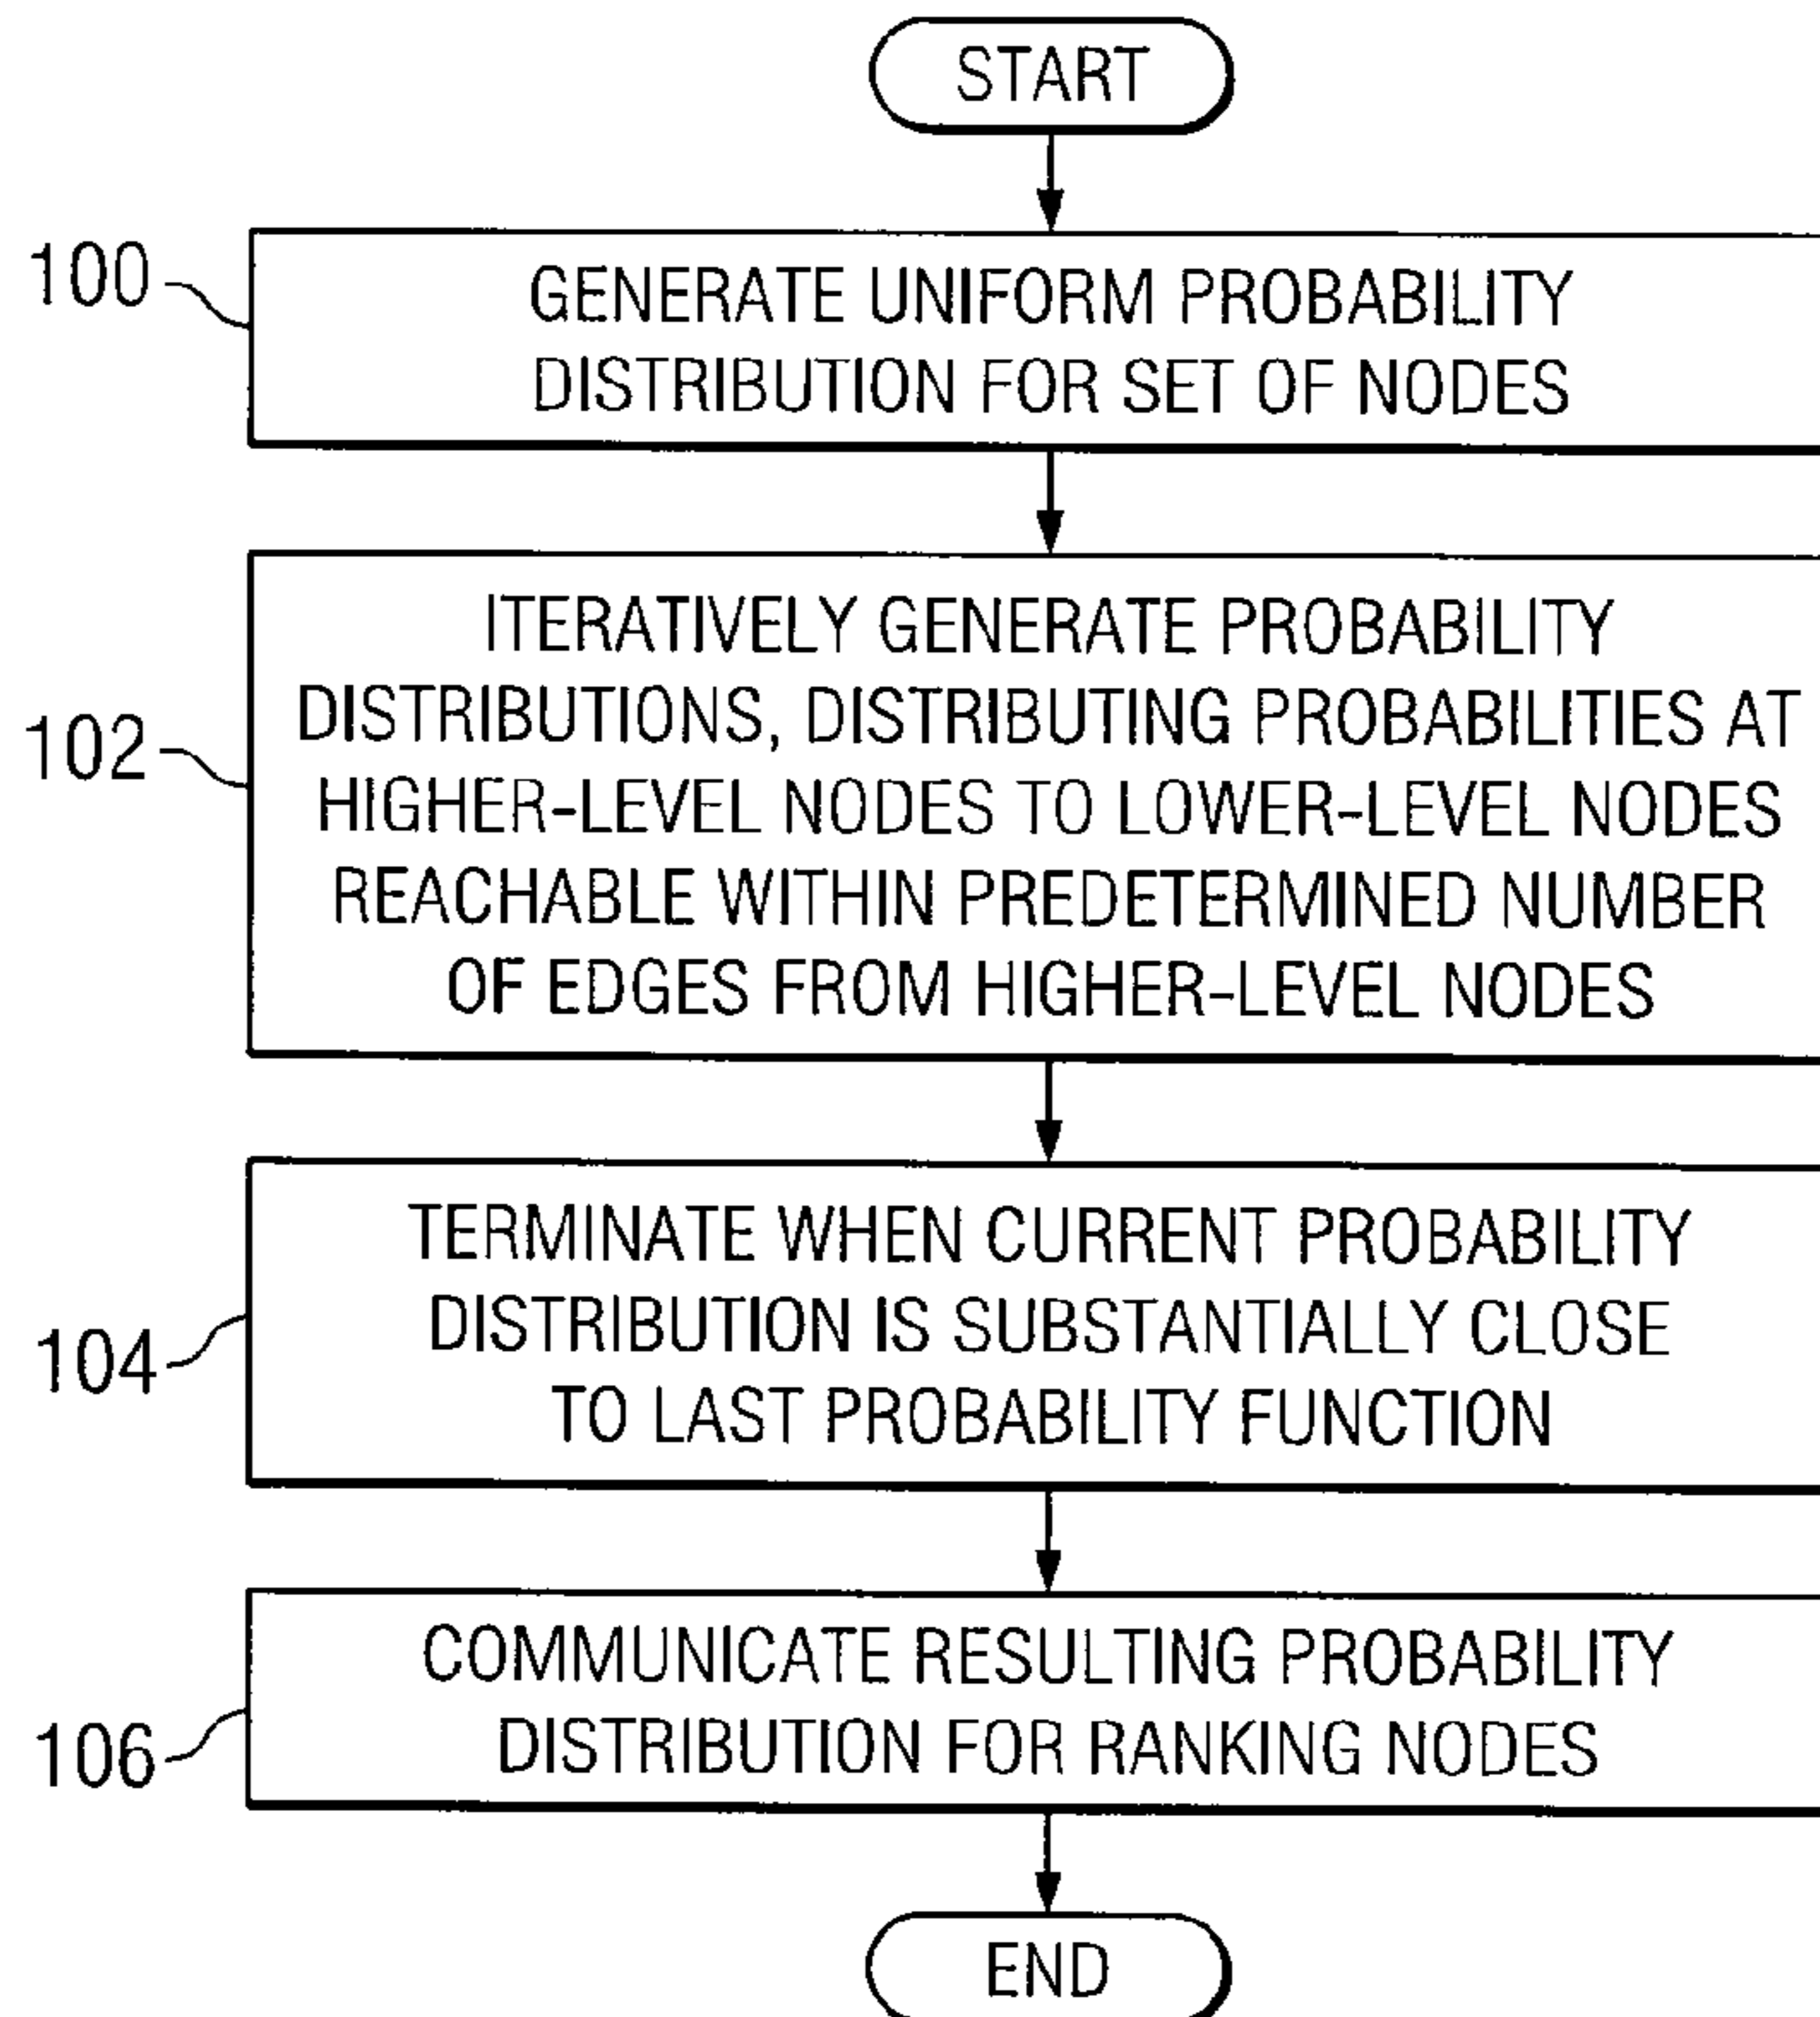 START
100
GENERATE UNIFORM PROBABILITY
DISTRIBUTION FOR SET OF NODES
102
ITERATIVELY GENERATE PROBABILITY
DISTRIBUTIONS, DISTRIBUTING PROBABILITIES AT
HIGHER-LEVEL NODES TO LOWER-LEVEL NODES
REACHABLE WITHIN PREDETERMINED NUMBER
OF EDGES FROM HIGHER-LEVEL NODES
104
TERMINATE WHEN CURRENT PROBABILITY
DISTRIBUTION IS SUBSTANTIALLY CLOSE
TO LAST PROBABILITY FUNCTION
106
COMMUNICATE RESULTING PROBABILITY
DISTRIBUTION FOR RANKING NODES
END